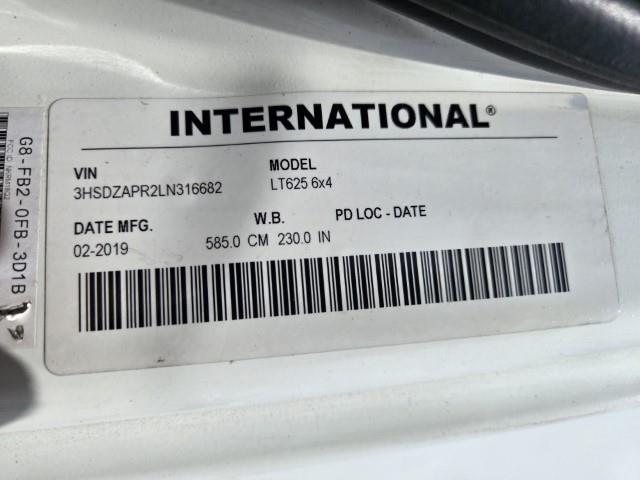 INTERNATIONAL®
VIN MODEL
3HSDZAPR2LN316682 LT625 6x4
DATE MFG. W.B. PD LOC - DATE
02-2019 585.0 CM 230.0 IN
G8-FB2-0FB-3D1B